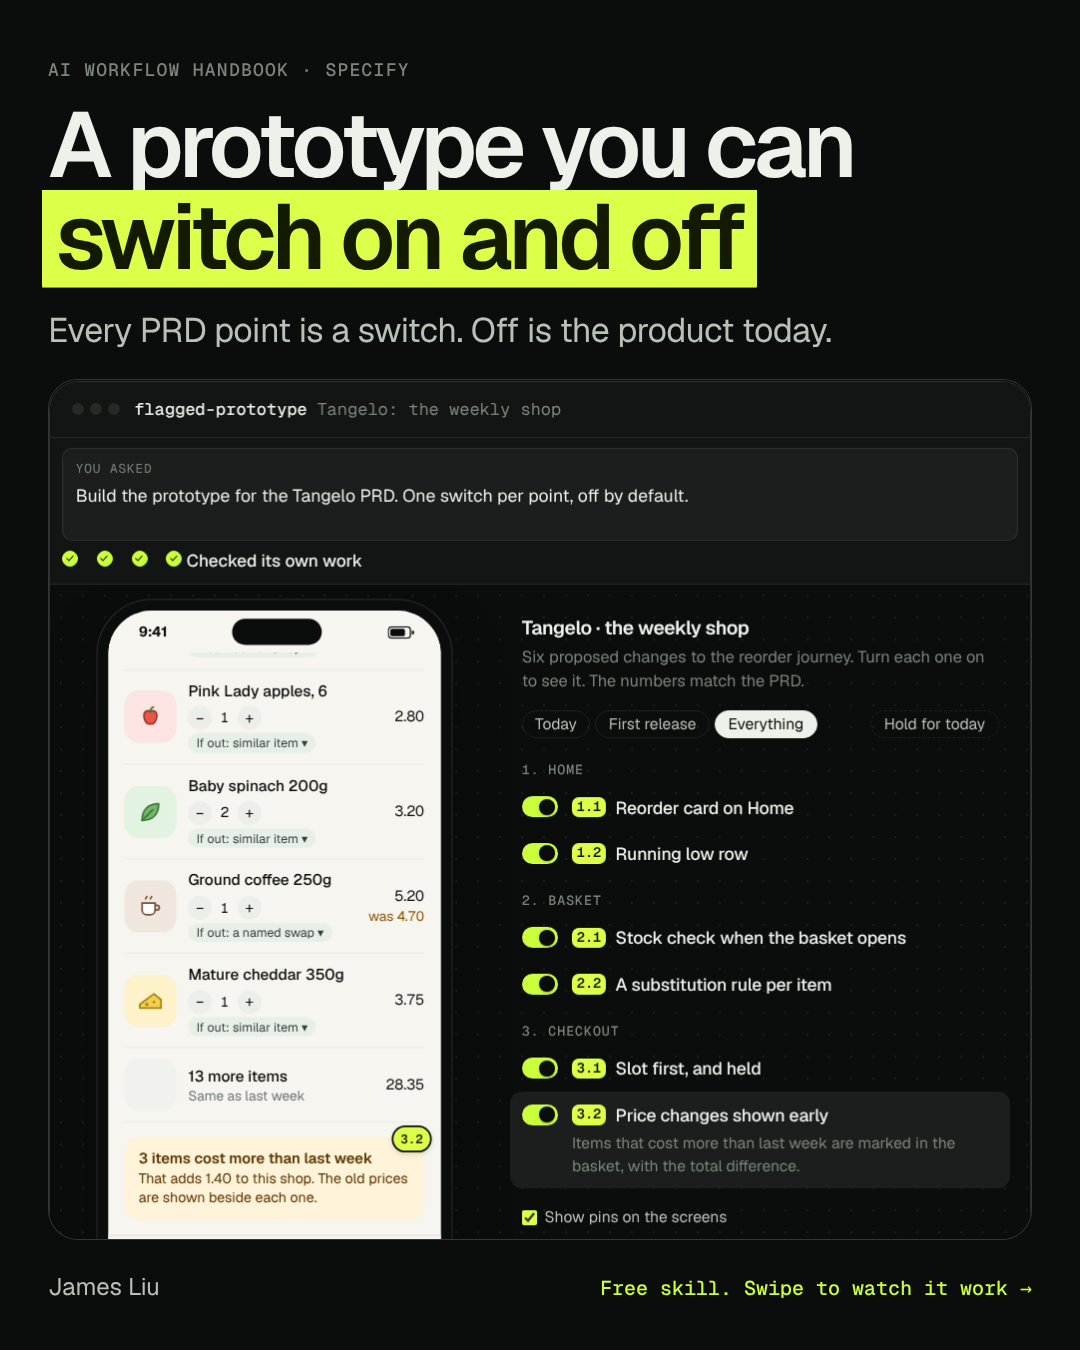 AI WORKFLOW HANDBOOK · SPECIFY
A prototype you can
switch on and off
Every PRD point is a switch. Off is the product today.
flagged-prototype Tangelo: the weekly shop
YOU ASKED
Build the prototype for the Tangelo PRD. One switch per point, off by default.
Checked its own work
9:41
Pink Lady apples, 6
− 1 +
2.80
If out: similar item ▾
Baby spinach 200g
− 2 +
3.20
If out: similar item ▾
Ground coffee 250g
− 1 +
5.20
was 4.70
If out: a named swap ▾
Mature cheddar 350g
− 1 +
3.75
If out: similar item ▾
13 more items
28.35
Same as last week
3.2
3 items cost more than last week
That adds 1.40 to this shop. The old prices
are shown beside each one.
Tangelo · the weekly shop
Six proposed changes to the reorder journey. Turn each one on
to see it. The numbers match the PRD.
Today First release Everything Hold for today
1. HOME
1.1 Reorder card on Home
1.2 Running low row
2. BASKET
2.1 Stock check when the basket opens
2.2 A substitution rule per item
3. CHECKOUT
3.1 Slot first, and held
3.2 Price changes shown early
Items that cost more than last week are marked in the
basket, with the total difference.
Show pins on the screens
James Liu
Free skill. Swipe to watch it work →